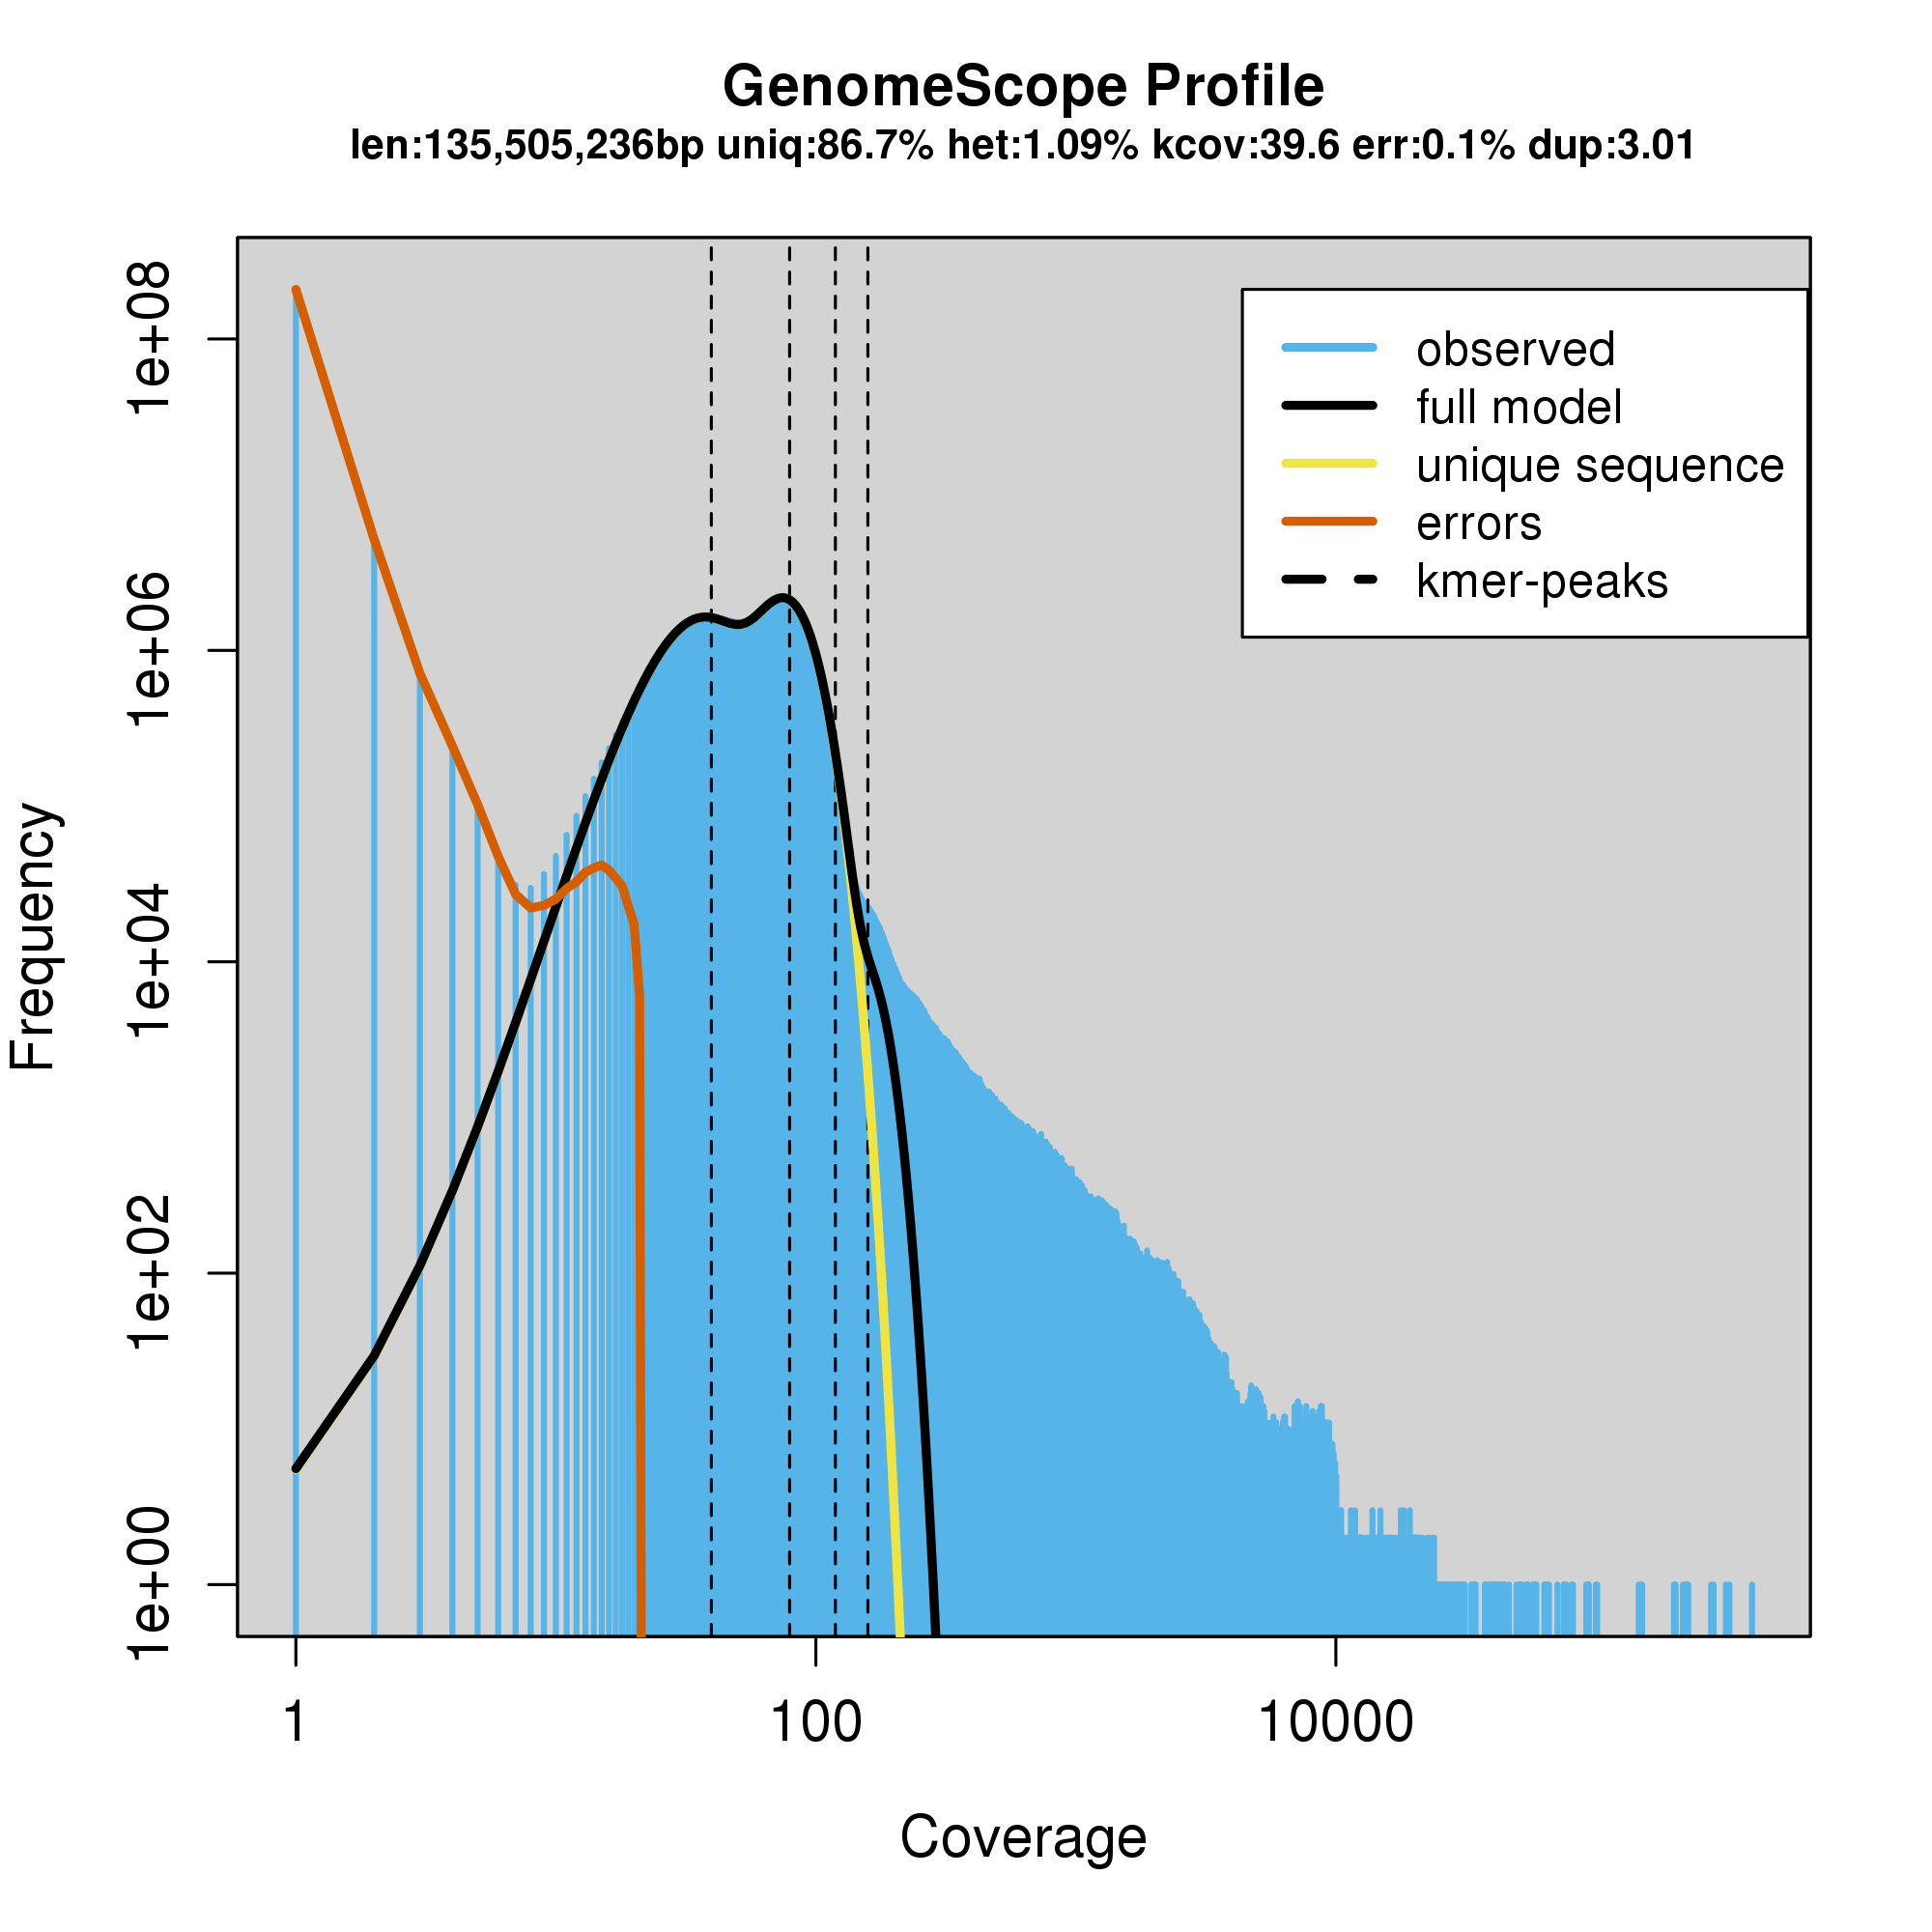 GenomeScope Profile
len:135,505,236bp uniq:86.7% het:1.09% kcov:39.6 err:0.1% dup:3.01
observed
full model
unique sequence
errors
kmer-peaks
Frequency
1e+08
1e+06
1e+04
1e+02
1e+00
1
100
10000
Coverage